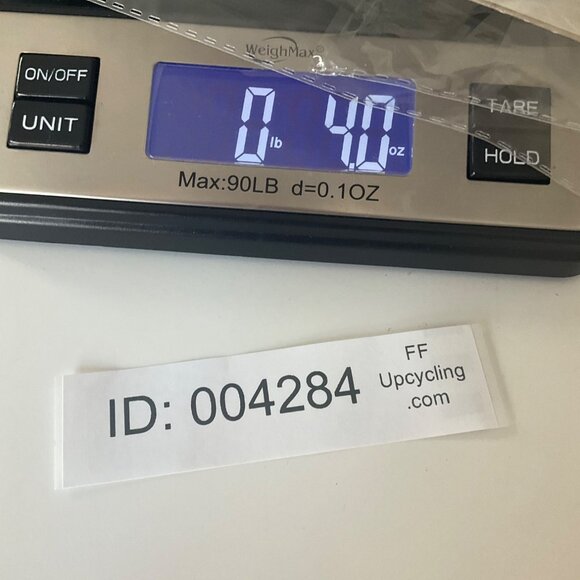 WeighMax©
ON/OFF
UNIT
0 lb 4.0 oz
TARE
HOLD
Max:90LB d=0.1OZ
ID: 004284
FF
Upcycling
.com